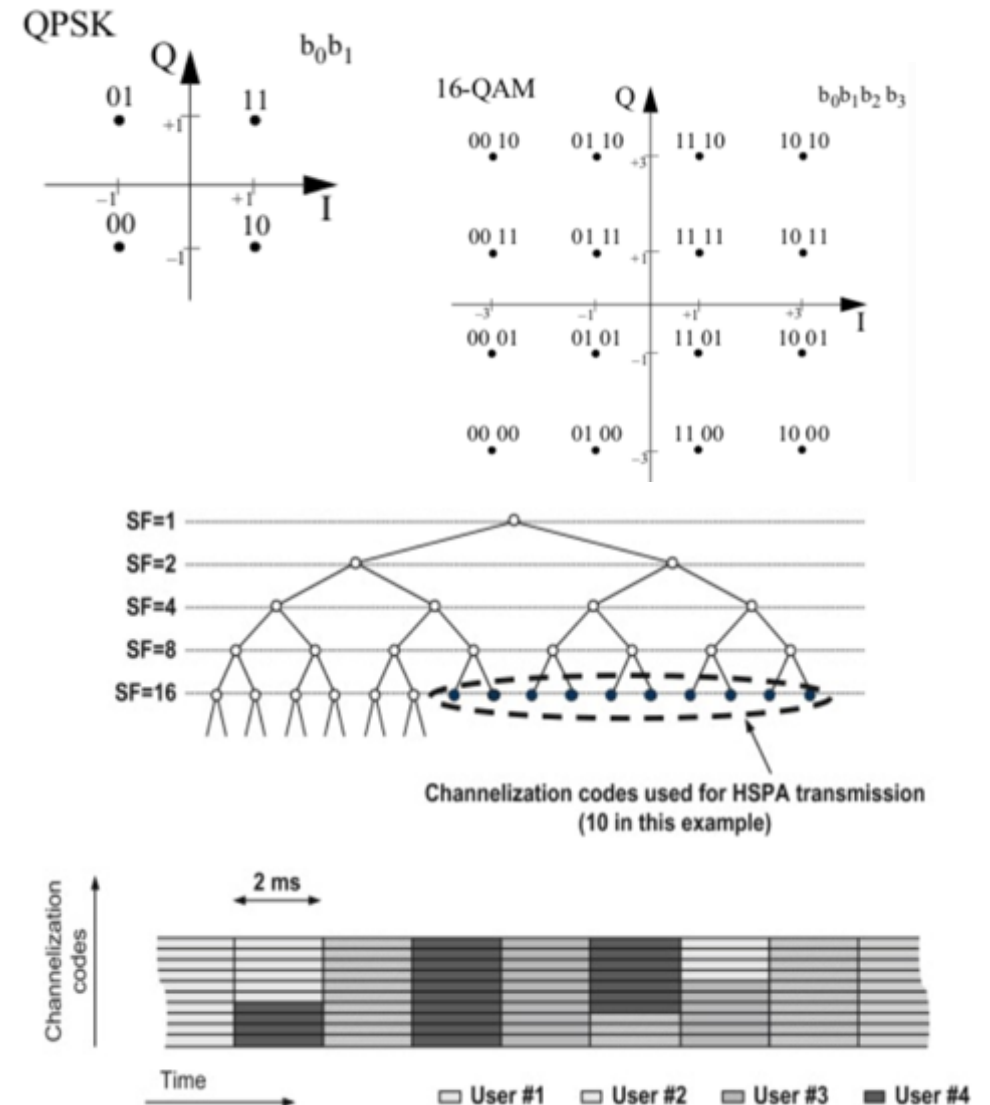 QPSK
b0b1
Q
01 11
+1
−1 +1
I
00 10
−1
16-QAM
Q
b0b1b2 b3
00 10 01 10 11 10 10 10
+3
00 11 01 11 11 11 10 11
+1
−3 −1 +1 +3
I
00 01 01 01 11 01 10 01
−1
00 00 01 00 11 00 10 00
−3
SF=1
SF=2
SF=4
SF=8
SF=16
Channelization codes used for HSPA transmission
(10 in this example)
2 ms
Channelization
codes
Time
User #1 User #2 User #3 User #4